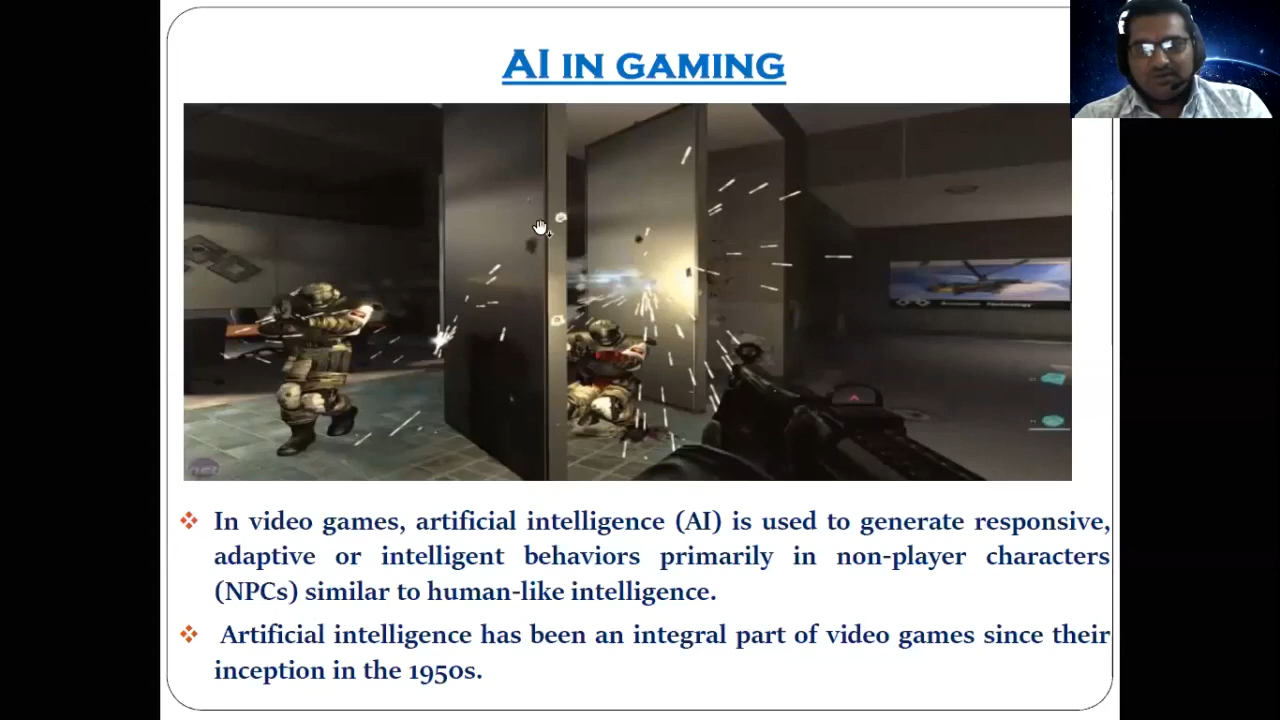 AI IN GAMING
In video games, artificial intelligence (AI) is used to generate responsive,
adaptive or intelligent behaviors primarily in non-player characters
(NPCs) similar to human-like intelligence.
Artificial intelligence has been an integral part of video games since their
inception in the 1950s.